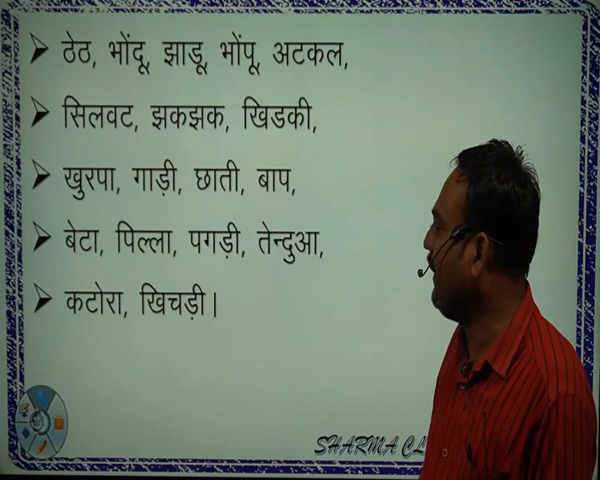 ठेठ, भोंदू, झाडू, भोंपू, अटकल,
सिलवट, झकझक, खिडकी,
खुरपा, गाड़ी, छाती, बाप,
बेटा, पिल्ला, पगड़ी, तेन्दुआ,
कटोरा, खिचड़ी।
SHARMA CL